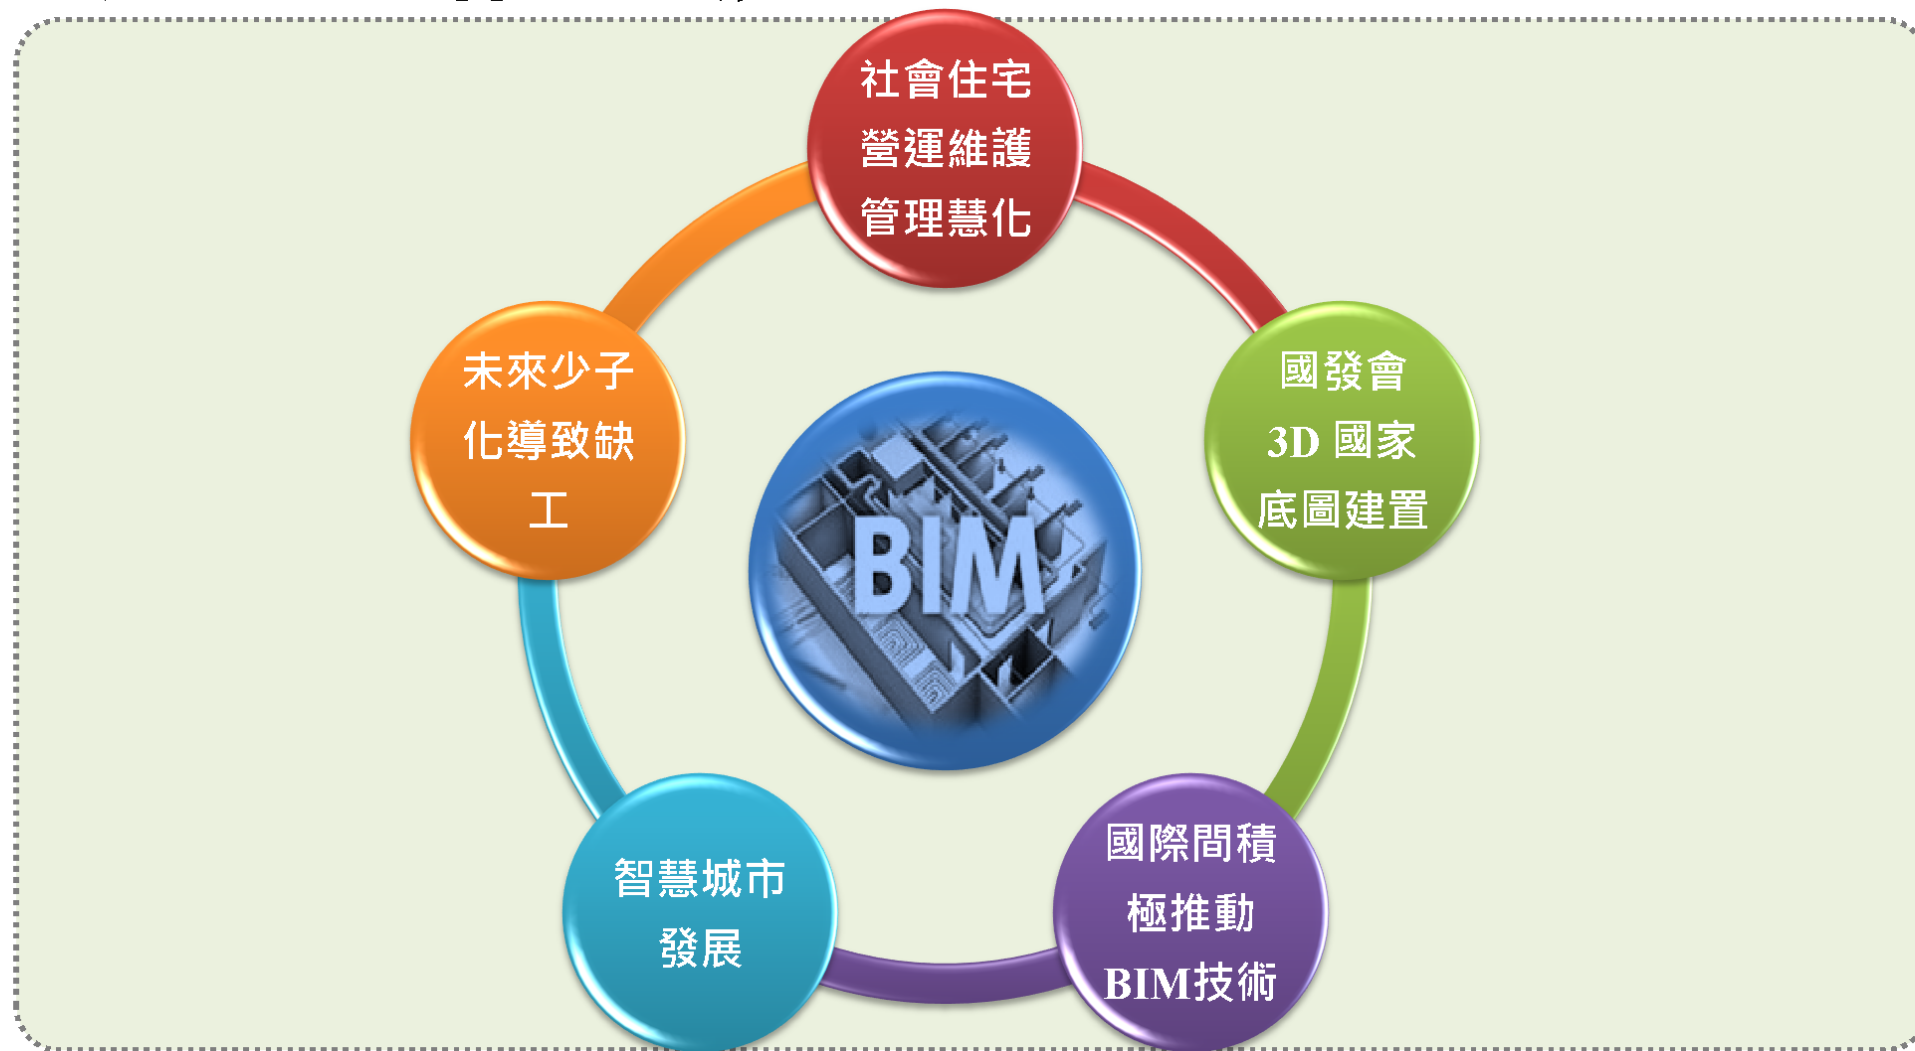 社會住宅
營運維護
管理慧化
國發會
3D 國家
底圖建置
國際間積
極推動
BIM技術
智慧城市
發展
未來少子
化導致缺
工
BIM